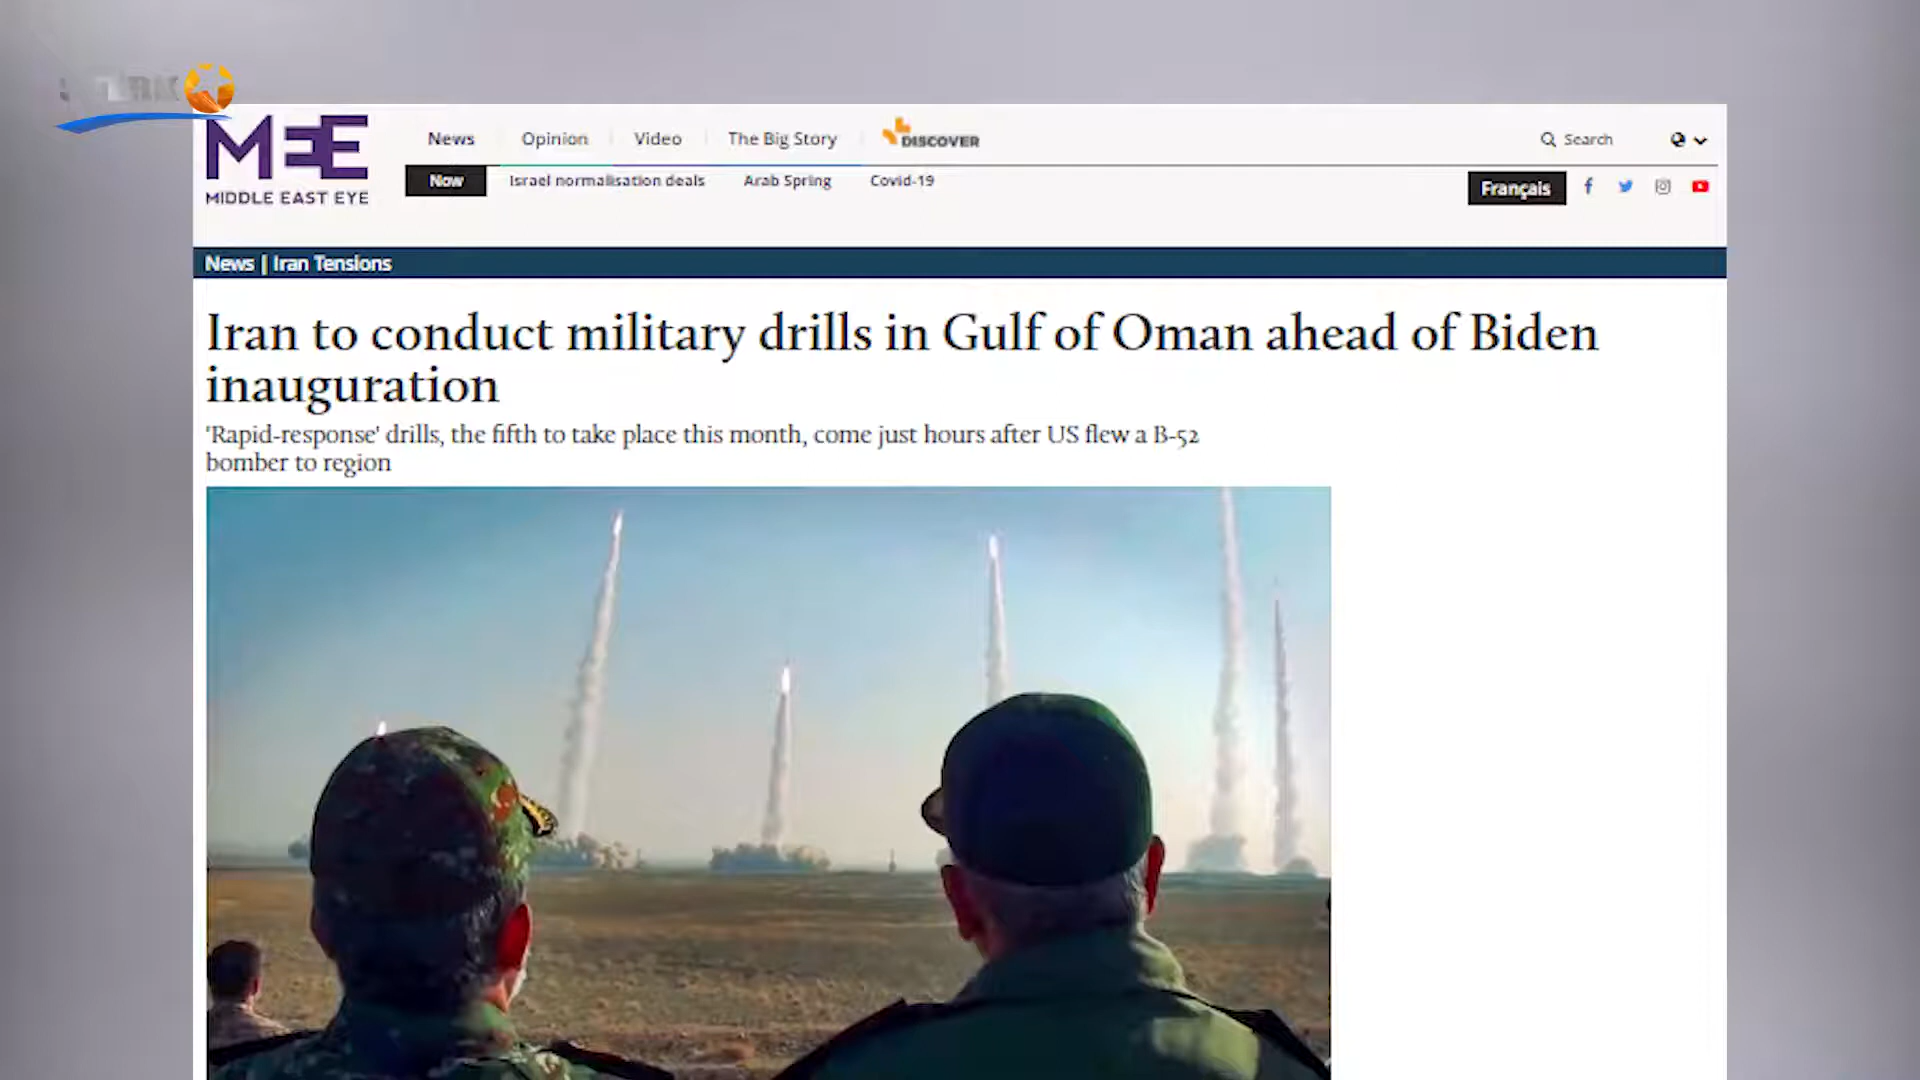 MEE
MIDDLE EAST EYE
News
Opinion
Video
The Big Story
DISCOVER
Search
Now
Israel normalisation deals
Arab Spring
Covid-19
Français
News | Iran Tensions
Iran to conduct military drills in Gulf of Oman ahead of Biden
inauguration
'Rapid-response' drills, the fifth to take place this month, come just hours after US flew a B-52
bomber to region